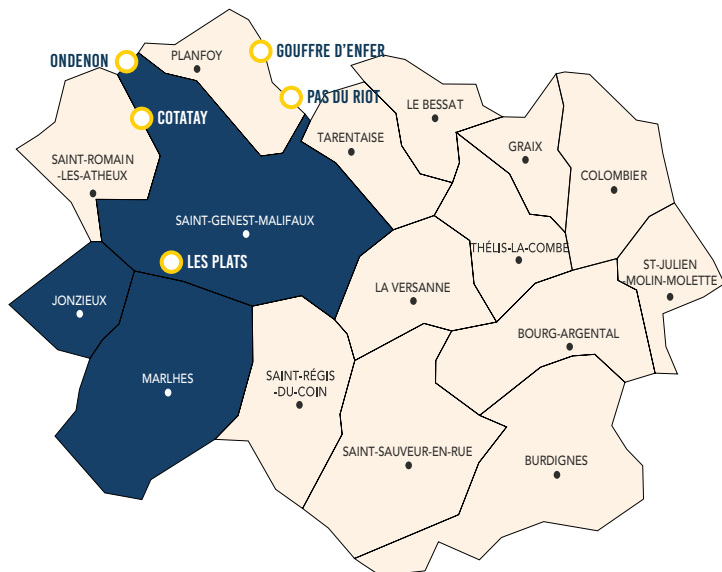 GOUFFRE D'ENFER
ONDENON
PLANFOY
PAS DU RIOT
LE BESSAT
COTATAY
TARENTAISE
GRAIX
SAINT-ROMAIN
-LES-ATHEUX
COLOMBIER
SAINT-GENEST-MALIFAUX
THÉLIS-LA-COMBE
LES PLATS
ST-JULIEN
-MOLIN-MOLETTE
LA VERSANNE
JONZIEUX
BOURG-ARGENTAL
MARLHES
SAINT-RÉGIS
-DU-COIN
SAINT-SAUVEUR-EN-RUE
BURDIGNES